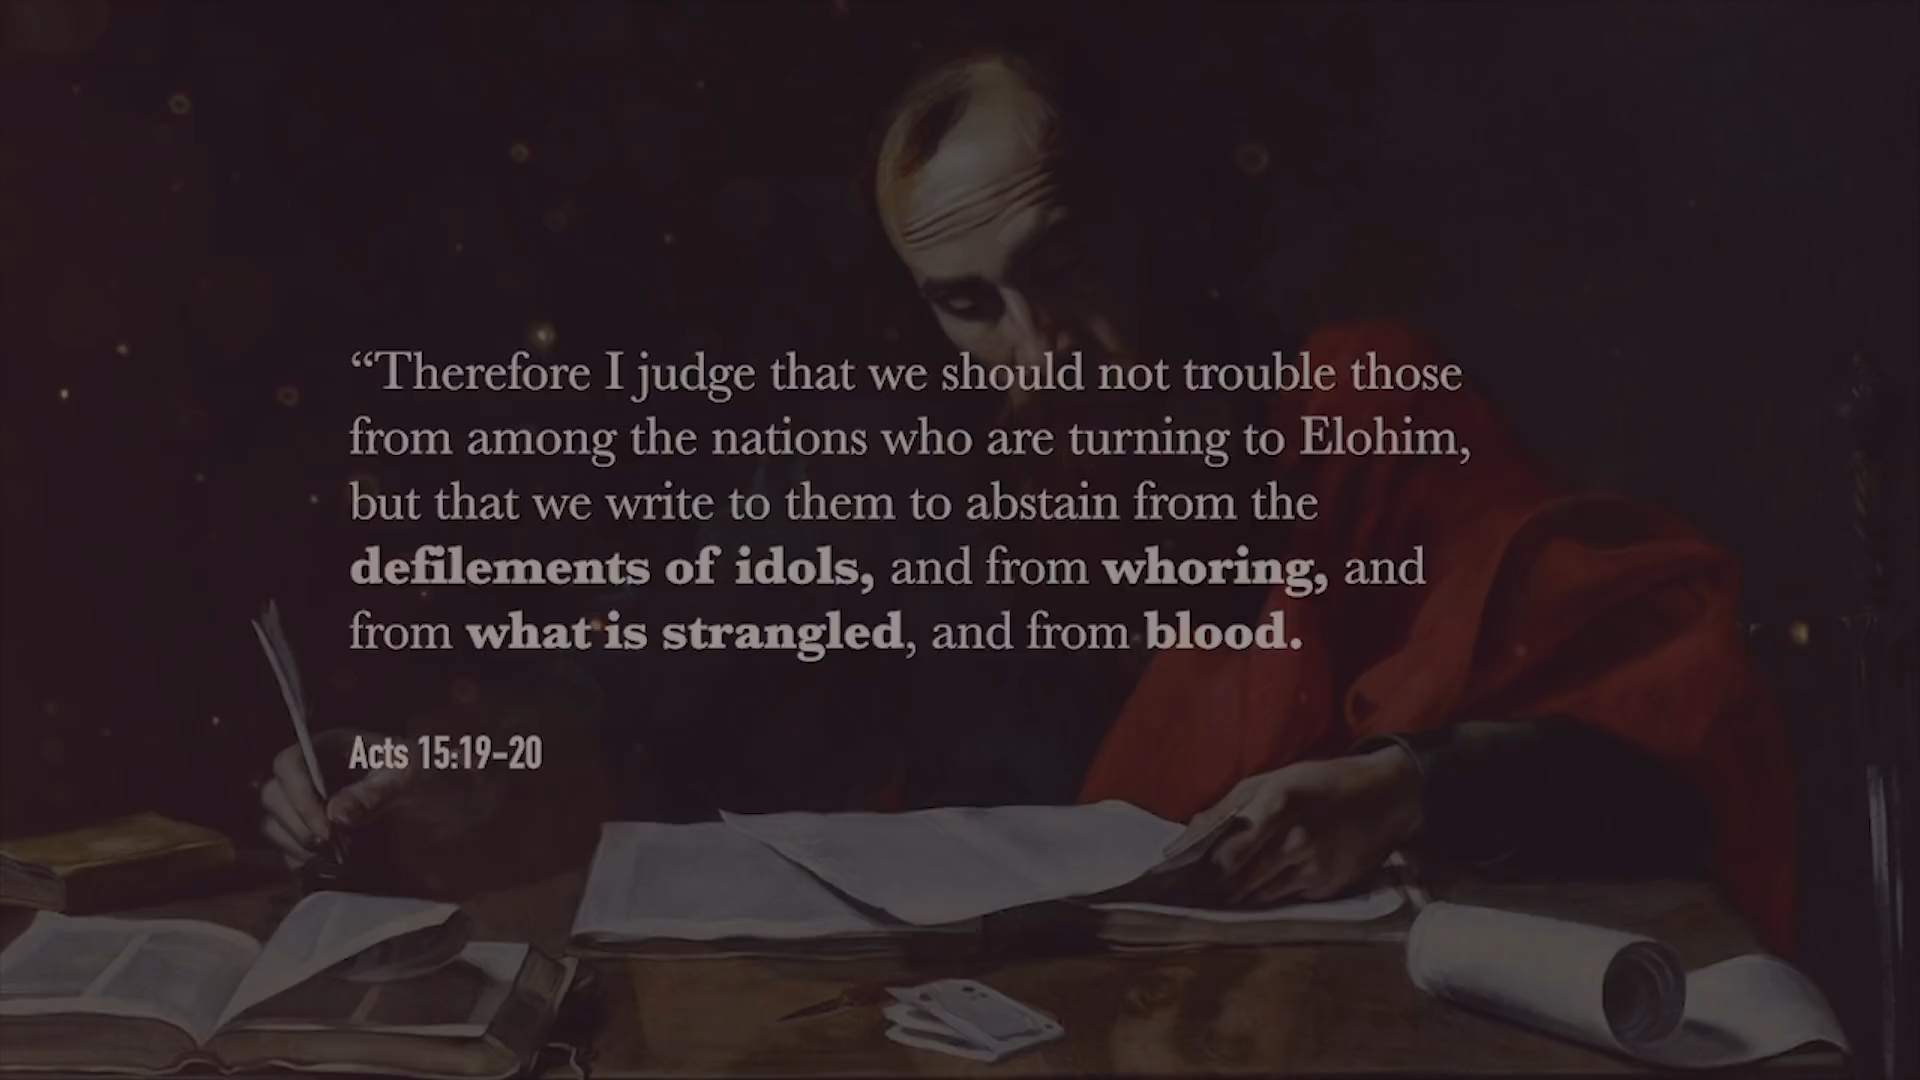 “Therefore I judge that we should not trouble those
from among the nations who are turning to Elohim,
but that we write to them to abstain from the
defilements of idols, and from whoring, and
from what is strangled, and from blood.
Acts 15:19–20